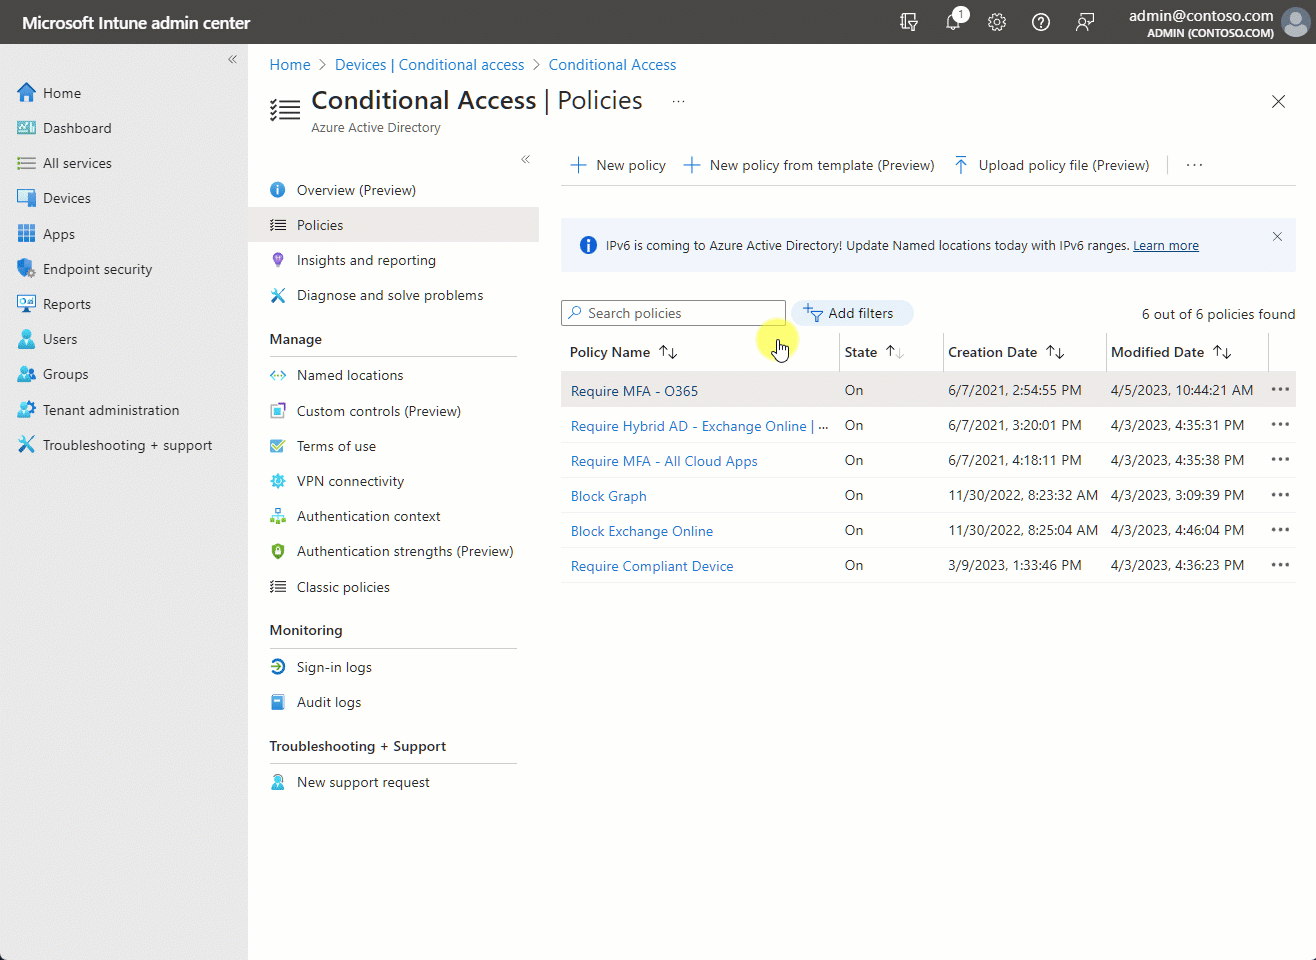 Microsoft Intune admin center
1
admin@contoso.com
ADMIN (CONTOSO.COM)
Home
Dashboard
All services
Devices
Apps
Endpoint security
Reports
Users
Groups
Tenant administration
Troubleshooting + support
Home > Devices | Conditional access > Conditional Access
Conditional Access | Policies ...
Azure Active Directory
Overview (Preview)
Policies
Insights and reporting
Diagnose and solve problems
Manage
Named locations
Custom controls (Preview)
Terms of use
VPN connectivity
Authentication context
Authentication strengths (Preview)
Classic policies
Monitoring
Sign-in logs
Audit logs
Troubleshooting + Support
New support request
New policy New policy from template (Preview) Upload policy file (Preview) ...
IPv6 is coming to Azure Active Directory! Update Named locations today with IPv6 ranges. Learn more
Search policies Add filters 6 out of 6 policies found
Policy Name State Creation Date Modified Date
Require MFA - O365 On 6/7/2021, 2:54:55 PM 4/5/2023, 10:44:21 AM ...
Require Hybrid AD - Exchange Online | ... On 6/7/2021, 3:20:01 PM 4/3/2023, 4:35:31 PM ...
Require MFA - All Cloud Apps On 6/7/2021, 4:18:11 PM 4/3/2023, 4:35:38 PM ...
Block Graph On 11/30/2022, 8:23:32 AM 4/3/2023, 3:09:39 PM ...
Block Exchange Online On 11/30/2022, 8:25:04 AM 4/3/2023, 4:46:04 PM ...
Require Compliant Device On 3/9/2023, 1:33:46 PM 4/3/2023, 4:36:23 PM ...